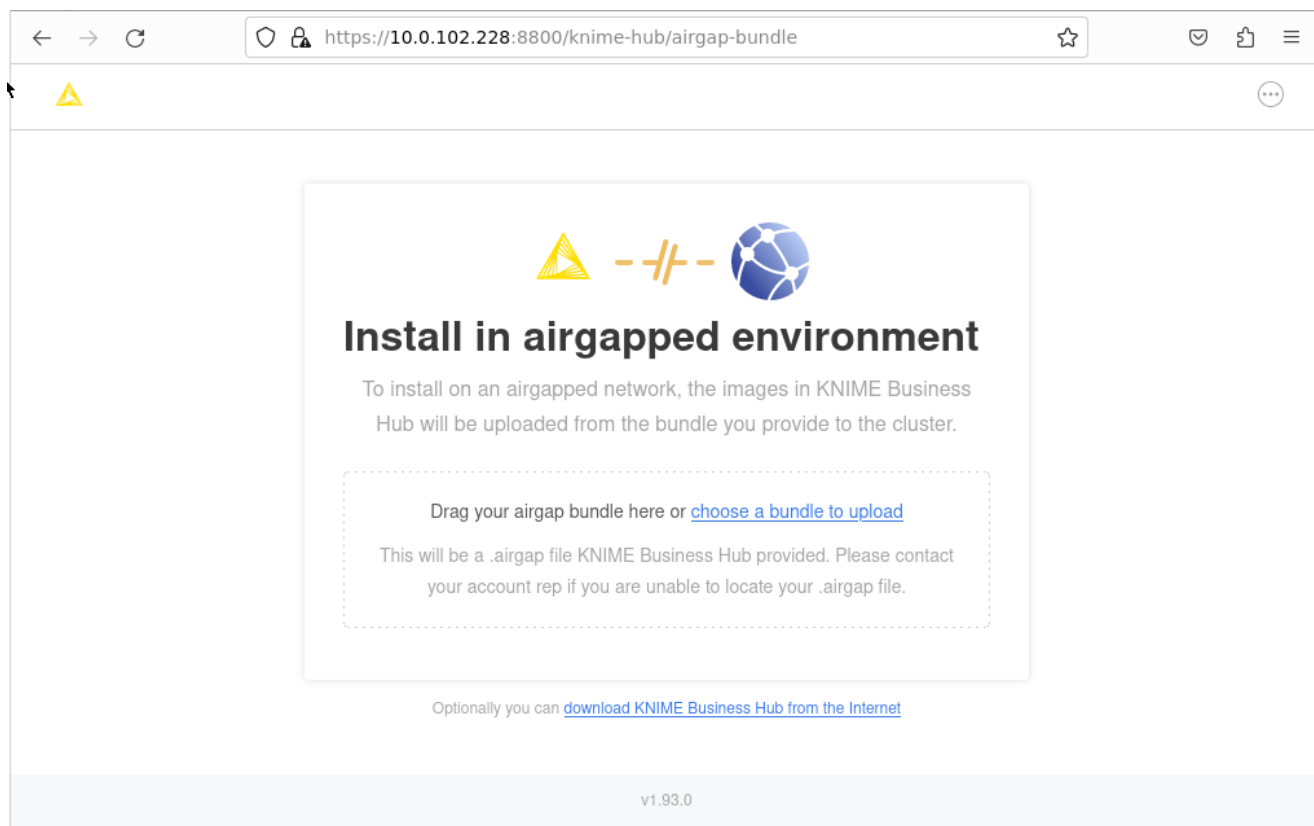 https://10.0.102.228:8800/knime-hub/airgap-bundle
Install in airgapped environment
To install on an airgapped network, the images in KNIME Business
Hub will be uploaded from the bundle you provide to the cluster.
Drag your airgap bundle here or choose a bundle to upload
This will be a .airgap file KNIME Business Hub provided. Please contact
your account rep if you are unable to locate your .airgap file.
Optionally you can download KNIME Business Hub from the Internet
v1.93.0